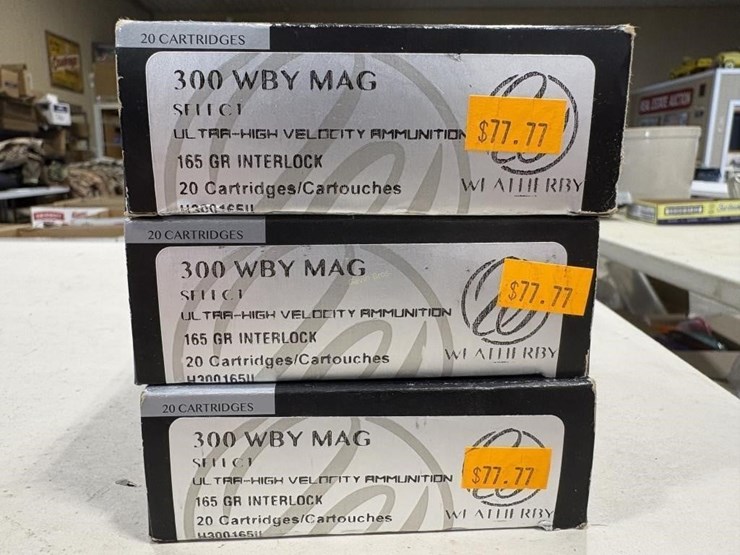 20 CARTRIDGES
300 WBY MAG
SELECT
ULTRA-HIGH VELOCITY AMMUNITION
$77.77
165 GR INTERLOCK
20 Cartridges/Cartouches
WEATHERBY
H300165IL
20 CARTRIDGES
300 WBY MAG
SELECT
ULTRA-HIGH VELOCITY AMMUNITION
$77.77
165 GR INTERLOCK
20 Cartridges/Cartouches
WEATHERBY
H300165IL
20 CARTRIDGES
300 WBY MAG
SELECT
ULTRA-HIGH VELOCITY AMMUNITION
$77.77
165 GR INTERLOCK
20 Cartridges/Cartouches
WEATHERBY
H300165IL